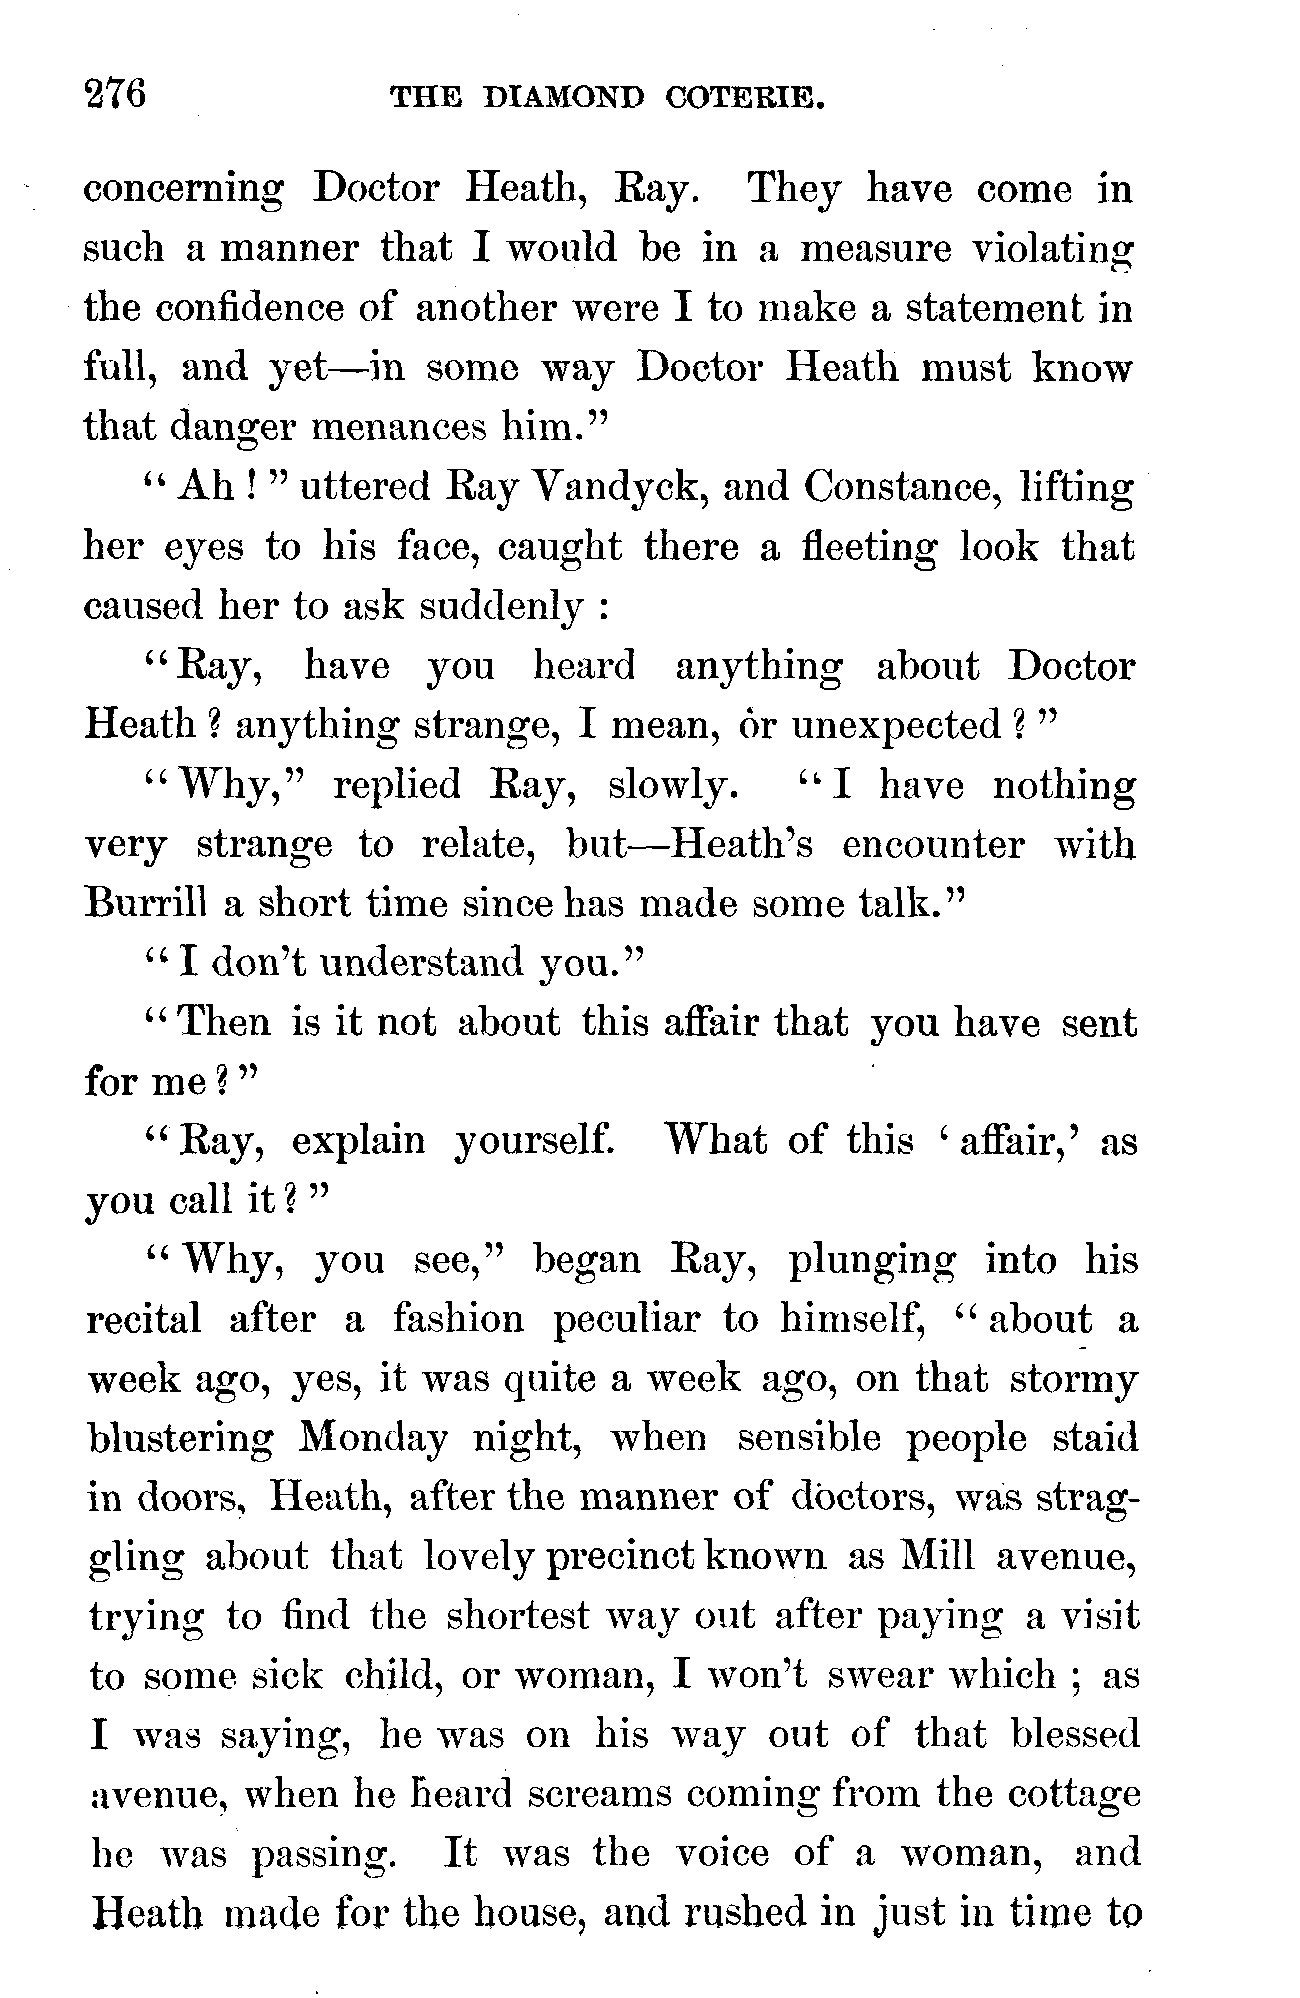 276 THE DIAMOND COTERIE.
concerning Doctor Heath, Ray. They have come in
such a manner that I would be in a measure violating
the confidence of another were I to make a statement in
full, and yet—in some way Doctor Heath must know
that danger menances him.”
“Ah!” uttered Ray Vandyck, and Constance, lifting
her eyes to his face, caught there a fleeting look that
caused her to ask suddenly :
“Ray, have you heard anything about Doctor
Heath? anything strange, I mean, or unexpected?”
“Why,” replied Ray, slowly. “I have nothing
very strange to relate, but—Heath’s encounter with
Burrill a short time since has made some talk.”
“I don’t understand you.”
“Then is it not about this affair that you have sent
for me?”
“Ray, explain yourself. What of this ‘affair,’ as
you call it?”
“Why, you see,” began Ray, plunging into his
recital after a fashion peculiar to himself, “about a
week ago, yes, it was quite a week ago, on that stormy
blustering Monday night, when sensible people staid
in doors, Heath, after the manner of doctors, was strag-
gling about that lovely precinct known as Mill avenue,
trying to find the shortest way out after paying a visit
to some sick child, or woman, I won’t swear which ; as
I was saying, he was on his way out of that blessed
avenue, when he heard screams coming from the cottage
he was passing. It was the voice of a woman, and
Heath made for the house, and rushed in just in time to